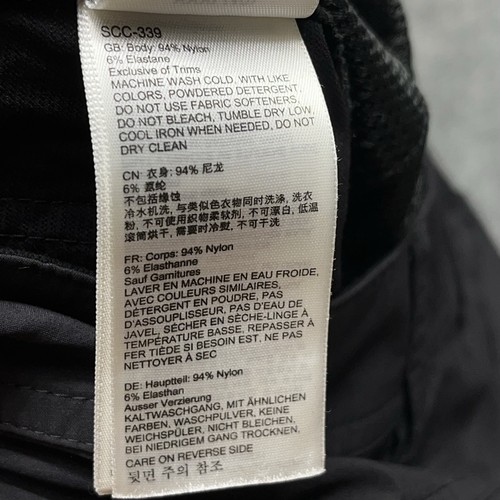 SCC-339
GB: Body: 94% Nylon
6% Elastane
Exclusive of Trims
MACHINE WASH COLD, WITH LIKE
COLORS, POWDERED DETERGENT,
DO NOT USE FABRIC SOFTENERS,
DO NOT BLEACH, TUMBLE DRY LOW,
COOL IRON WHEN NEEDED, DO NOT
DRY CLEAN
CN: 衣身: 94% 尼龙
6% 氨纶
不包括缘蚀
冷水机洗, 与类似色衣物同时洗涤, 洗衣
粉, 不可使用织物柔软剂, 不可漂白, 低温
滚筒烘干, 需要时冷熨, 不可干洗
FR: Corps: 94% Nylon
6% Elasthanne
Sauf Garnitures
LAVER EN MACHINE EN EAU FROIDE,
AVEC COULEURS SIMILAIRES,
DÉTERGENT EN POUDRE, PAS
D'ASSOUPLISSEUR, PAS D'EAU DE
JAVEL, SÉCHER EN SÈCHE-LINGE À
TEMPÉRATURE BASSE, REPASSER À
FER TIÈDE SI BESOIN EST, NE PAS
NETTOYER À SEC
DE: Hauptteil: 94% Nylon
6% Elasthan
Ausser Verzierung
KALTWASCHGANG, MIT ÄHNLICHEN
FARBEN, WASCHPULVER, KEINE
WEICHSPÜLER, NICHT BLEICHEN,
BEI NIEDRIGEM GANG TROCKNEN,
CARE ON REVERSE SIDE
뒷면 주의 참조